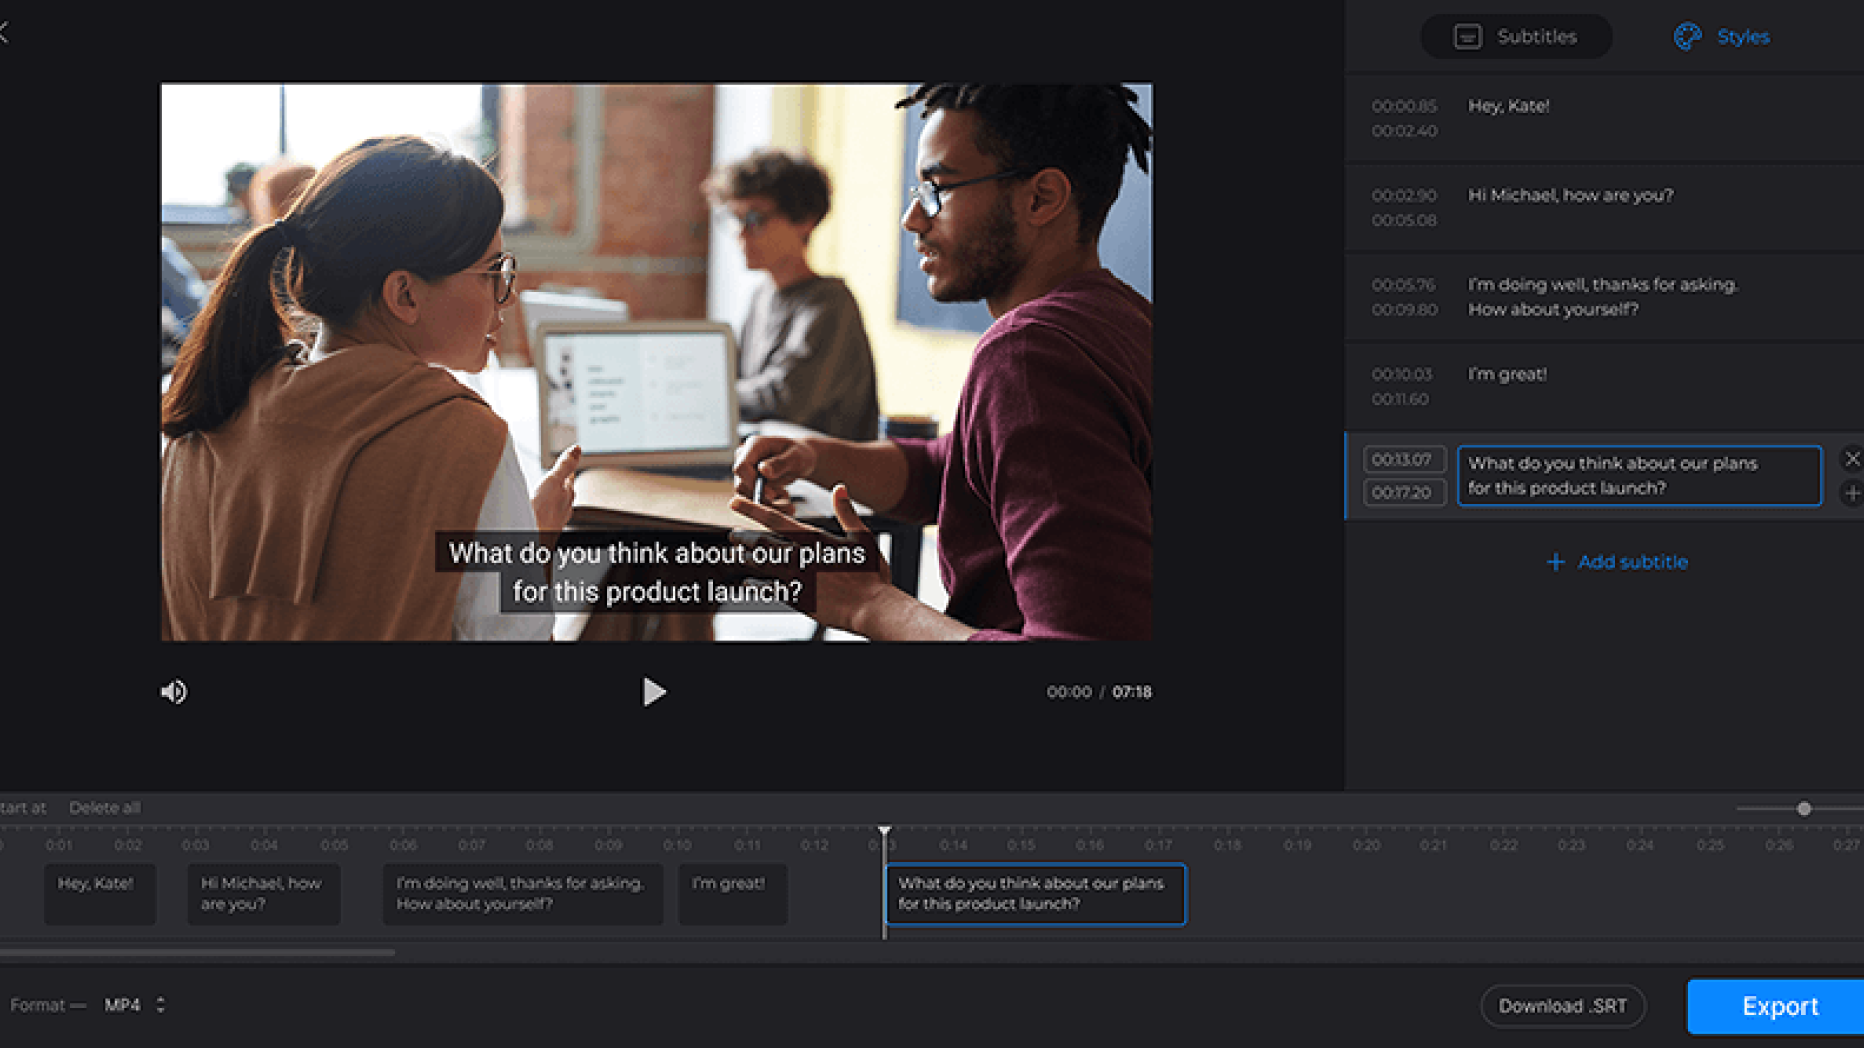 Subtitles
Styles
00:00.85
00:02.40
Hey, Kate!
00:02.90
00:05.08
Hi Michael, how are you?
00:05.76
00:09.80
I'm doing well, thanks for asking.
How about yourself?
00:10.03
00:11.60
I'm great!
00:13.07
00:17.20
What do you think about our plans
for this product launch?
Add subtitle
What do you think about our plans
for this product launch?
00:00 / 07:18
tart at Delete all
0:01 0:02 0:03 0:04 0:05 0:06 0:07 0:08 0:09 0:10 0:11 0:12 0:14 0:15 0:16 0:17 0:18 0:19 0:20 0:21 0:22 0:23 0:24 0:25 0:26 0:27
Hey, Kate!
Hi Michael, how
are you?
I'm doing well, thanks for asking.
How about yourself?
I'm great!
What do you think about our plans
for this product launch?
Format — MP4
Download .SRT
Export